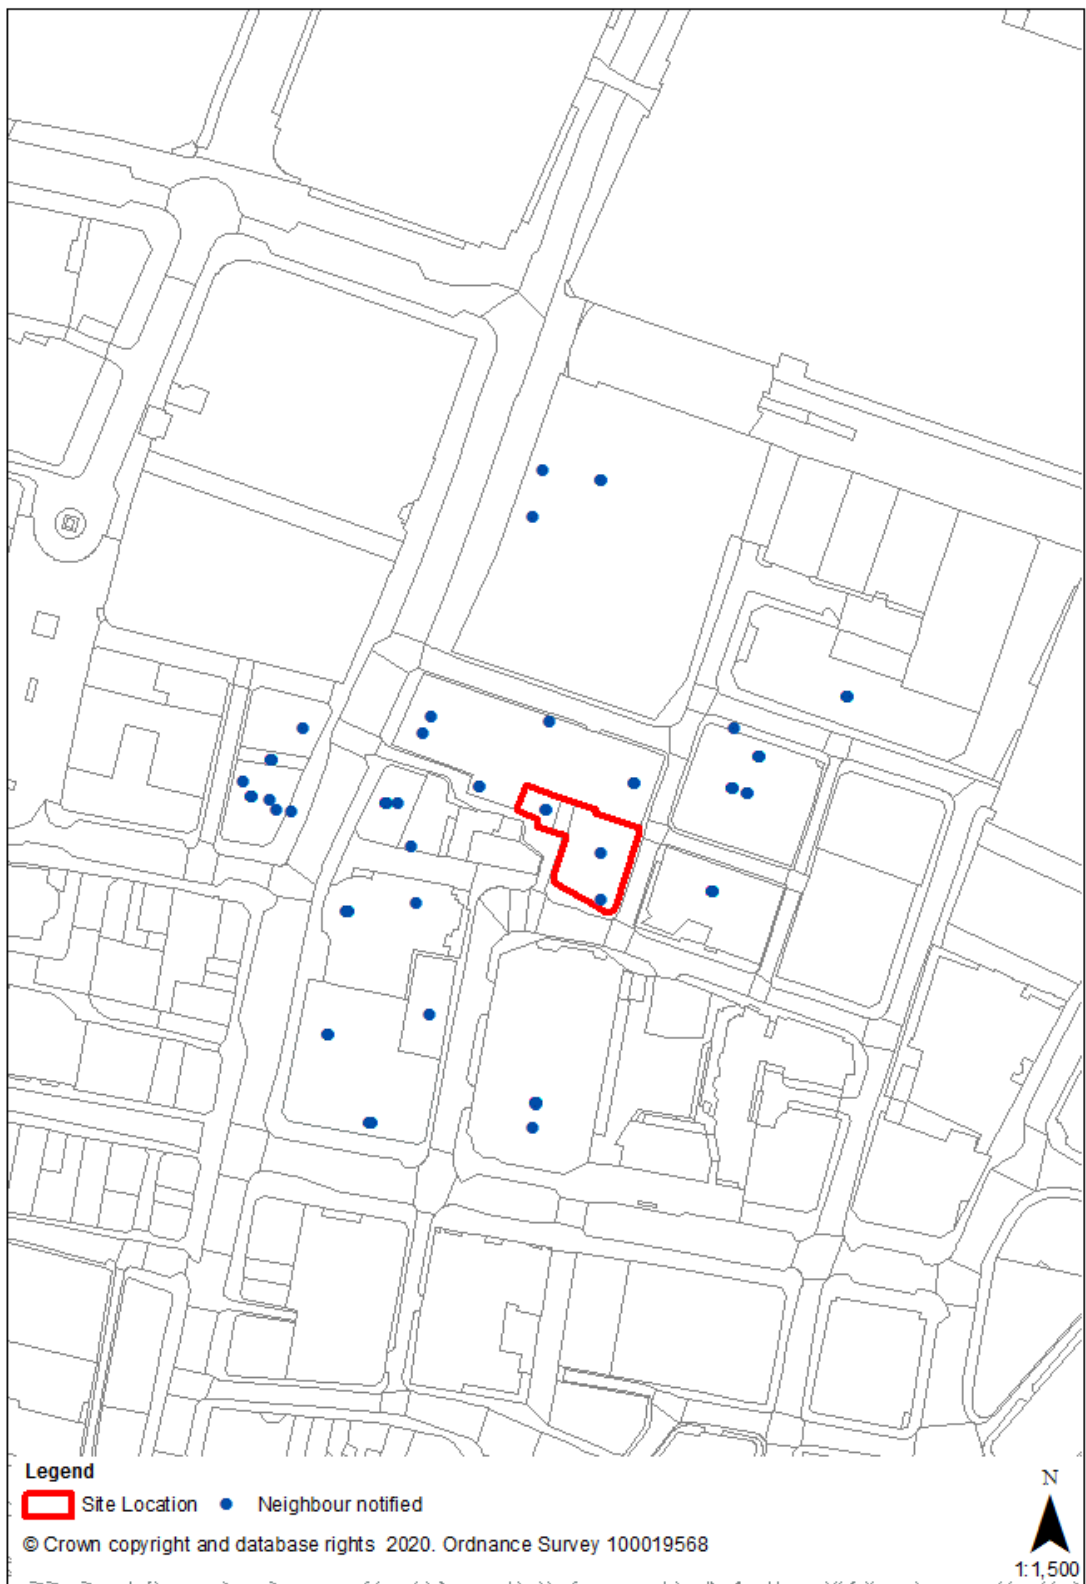 Legend
Site Location Neighbour notified
© Crown copyright and database rights 2020. Ordnance Survey 100019568
N
1:1,500